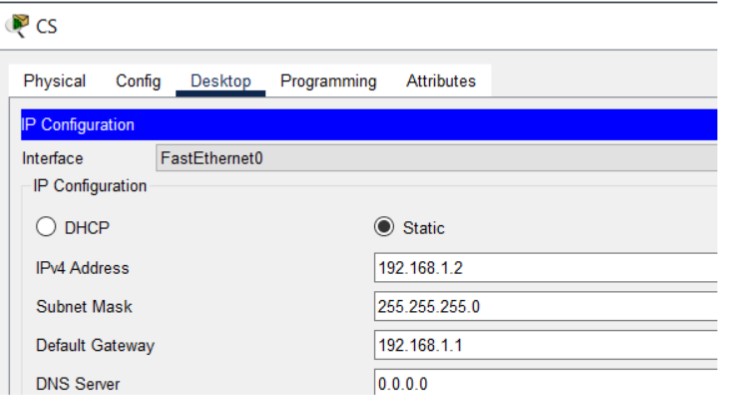 CS
Physical Config Desktop Programming Attributes
IP Configuration
Interface FastEthernet0
IP Configuration
DHCP Static
IPv4 Address 192.168.1.2
Subnet Mask 255.255.255.0
Default Gateway 192.168.1.1
DNS Server 0.0.0.0